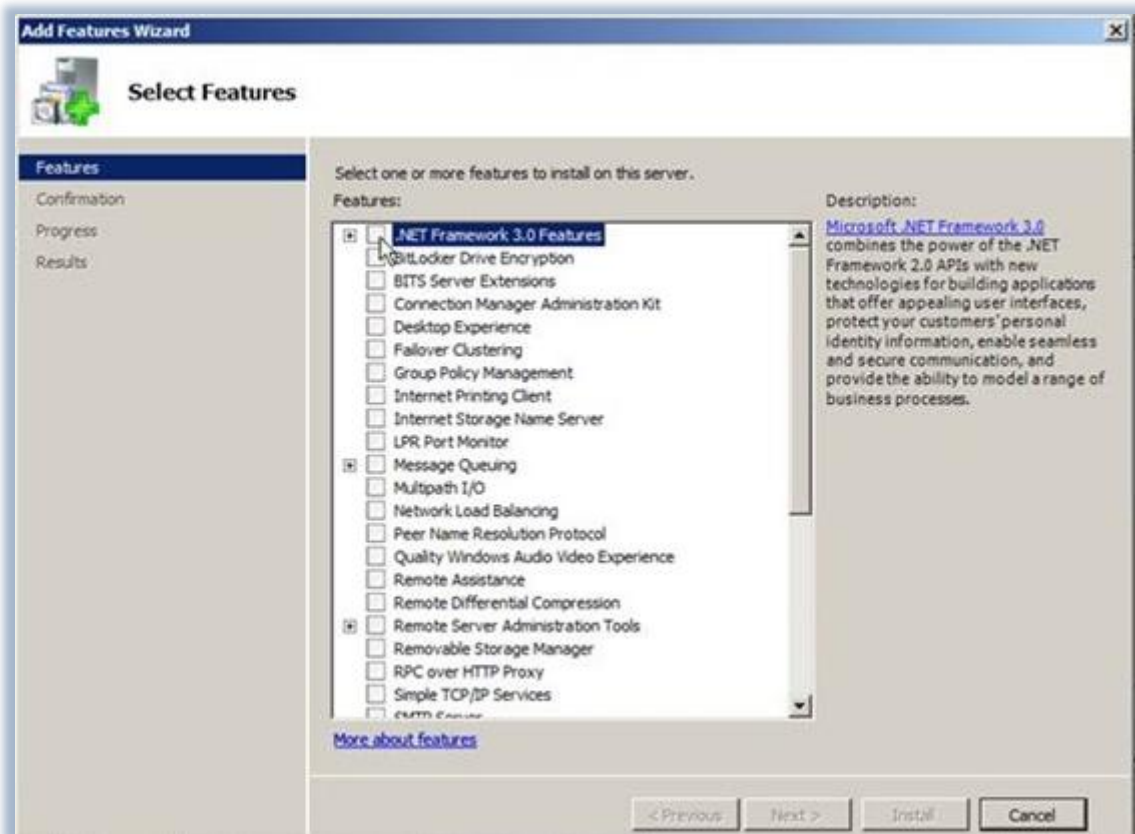 Add Features Wizard
Select Features
Features
Confirmation
Progress
Results
Select one or more features to install on this server.
Features:
.NET Framework 3.0 Features
BitLocker Drive Encryption
BITS Server Extensions
Connection Manager Administration Kit
Desktop Experience
Failover Clustering
Group Policy Management
Internet Printing Client
Internet Storage Name Server
LPR Port Monitor
Message Queuing
Multipath I/O
Network Load Balancing
Peer Name Resolution Protocol
Quality Windows Audio Video Experience
Remote Assistance
Remote Differential Compression
Remote Server Administration Tools
Removable Storage Manager
RPC over HTTP Proxy
Simple TCP/IP Services
SMTP Server
More about features
Description:
Microsoft .NET Framework 3.0
combines the power of the .NET
Framework 2.0 APIs with new
technologies for building applications
that offer appealing user interfaces,
protect your customers' personal
identity information, enable seamless
and secure communication, and
provide the ability to model a range of
business processes.
< Previous
Next >
Install
Cancel